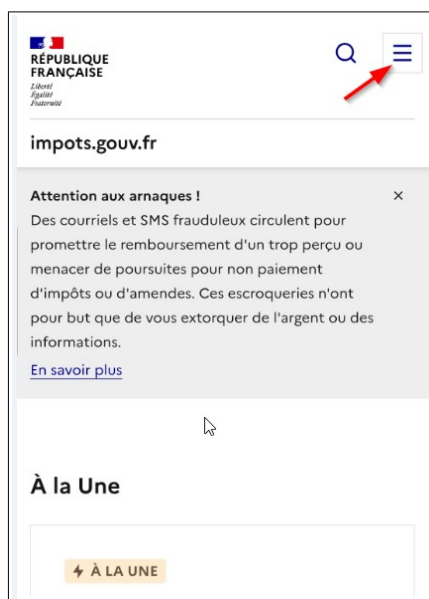 RÉPUBLIQUE
FRANÇAISE
Liberté
Égalité
Fraternité
impots.gouv.fr
Attention aux arnaques !
Des courriels et SMS frauduleux circulent pour
promettre le remboursement d'un trop perçu ou
menacer de poursuites pour non paiement
d'impôts ou d'amendes. Ces escroqueries n'ont
pour but que de vous extorquer de l'argent ou des
informations.
En savoir plus
À la Une
À LA UNE